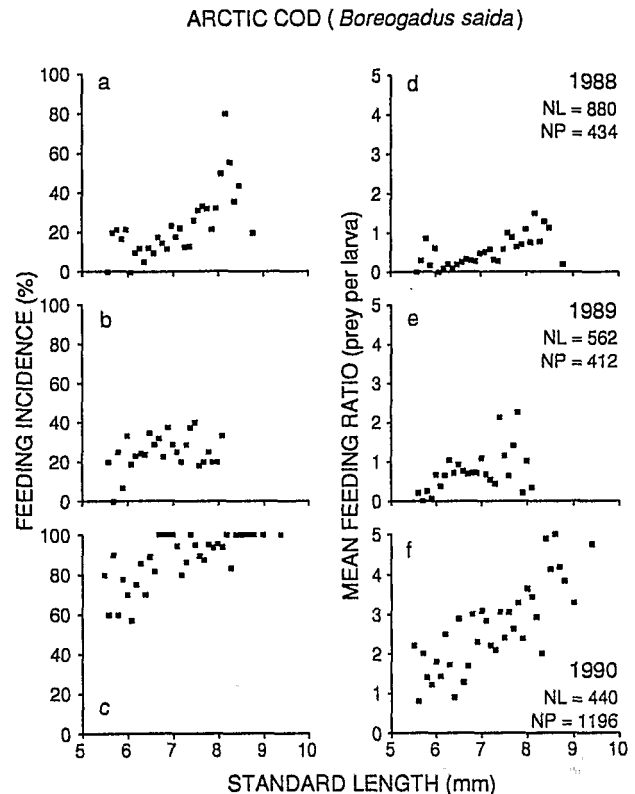 ARCTIC COD (Boreogadus saida)
FEEDING INCIDENCE (%)
a
100
80
60
40
20
0
b
100
80
60
40
20
0
c
100
80
60
40
20
0
5 6 7 8 9 10
MEAN FEEDING RATIO (prey per larva)
d
1988
NL = 880
NP = 434
5
4
3
2
1
0
e
1989
NL = 562
NP = 412
5
4
3
2
1
0
f
1990
NL = 440
NP = 1196
5
4
3
2
1
0
5 6 7 8 9 10
STANDARD LENGTH (mm)